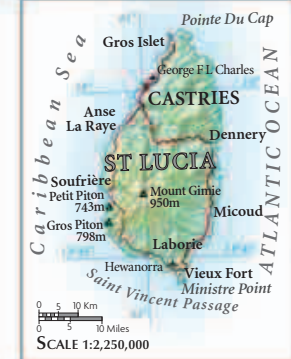 Pointe Du Cap
Gros Islet
Caribbean Sea
George F L Charles
CASTRIES
ATLANTIC OCEAN
Anse
La Raye
Dennery
ST LUCIA
Soufrière
Petit Piton
743m
Mount Gimie
950m
Micoud
Gros Piton
798m
Laborie
Hewanorra
Vieux Fort
Ministre Point
Saint Vincent Passage
0 5 10 Km
0 5 10 Miles
SCALE 1:2,250,000